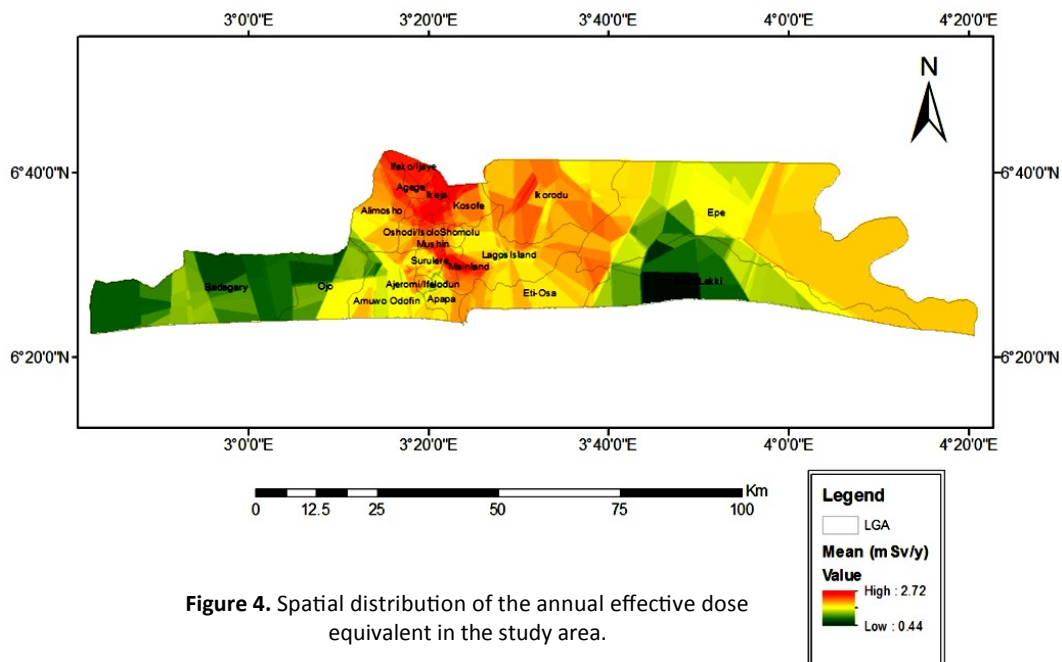 3°0'0"E 3°20'0"E 3°40'0"E 4°0'0"E 4°20'0"E
N
6°40'0"N 6°40'0"N
Ifako/Ijaye
Agege
Ikeja
Ikorodu
Alimosho
Kosofe
Epe
Oshodi/Isolo Shomolu
Mushin
Surulere
Mainland
Lagos Island
Badagary
Ojo
Ajeromi/Ifelodun
Lekki
Amuwo Odofin
Apapa
Eti-Osa
6°20'0"N 6°20'0"N
3°0'0"E 3°20'0"E 3°40'0"E 4°0'0"E 4°20'0"E
Km
0 12.5 25 50 75 100
Legend
LGA
Mean (mSv/y)
Value
High : 2.72
Low : 0.44
Figure 4. Spatial distribution of the annual effective dose
equivalent in the study area.